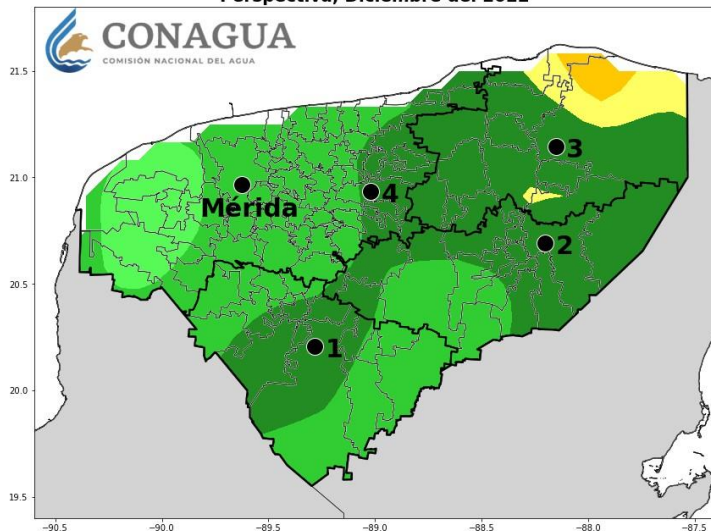 Perspectiva, Diciembre del 2022
CONAGUA
COMISIÓN NACIONAL DEL AGUA
21.5
21.0
20.5
20.0
19.5
3
4
Mérida
2
1
−90.5 −90.0 −89.5 −89.0 −88.5 −88.0 −87.5